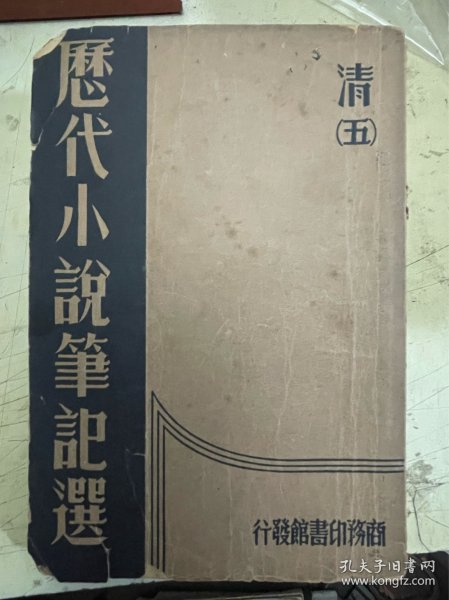 歷代小說筆記選
清
(五)
商務印書館發行
孔夫子旧书网
www.kongfz.com